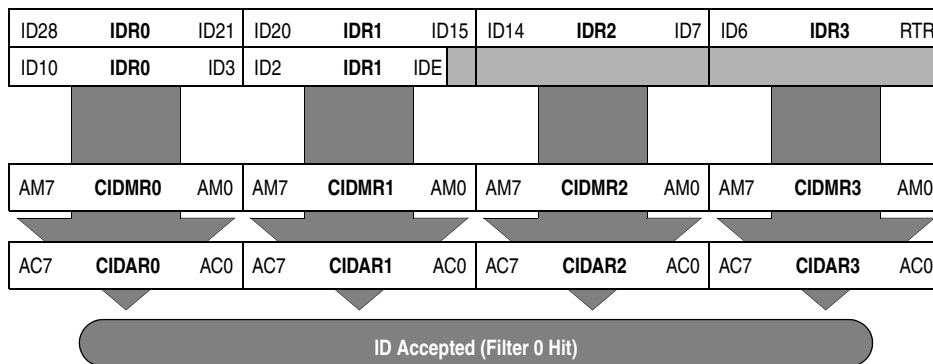 ID28 IDR0 ID21 ID20 IDR1 ID15 ID14 IDR2 ID7 ID6 IDR3 RTR
ID10 IDR0 ID3 ID2 IDR1 IDE
AM7 CIDMR0 AM0 AM7 CIDMR1 AM0 AM7 CIDMR2 AM0 AM7 CIDMR3 AM0
AC7 CIDAR0 AC0 AC7 CIDAR1 AC0 AC7 CIDAR2 AC0 AC7 CIDAR3 AC0
ID Accepted (Filter 0 Hit)